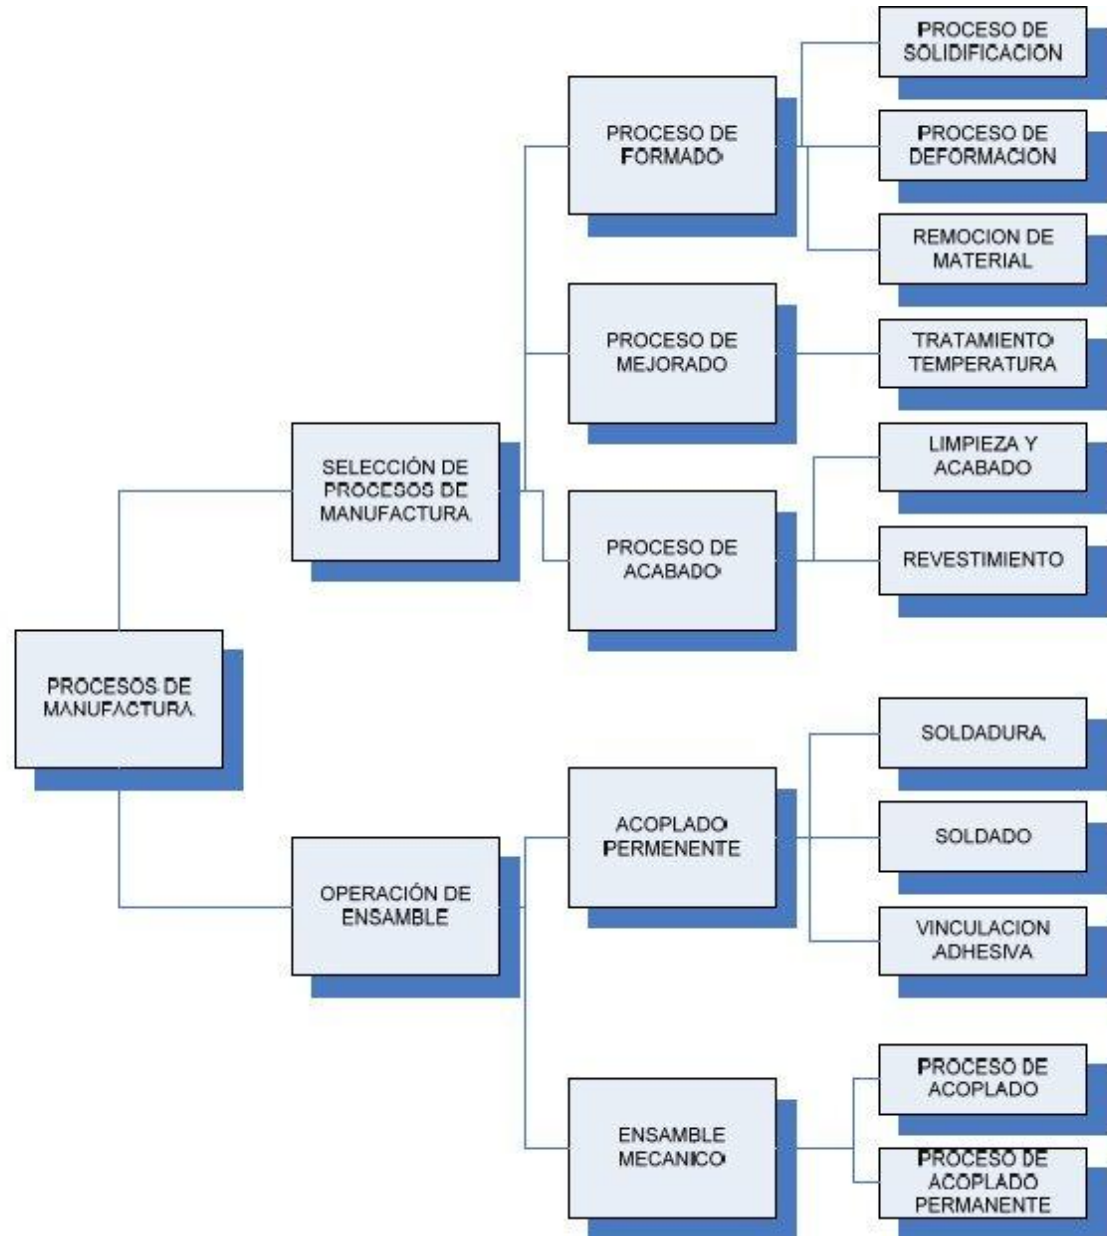 PROCESO DE
SOLIDIFICACION
PROCESO DE
FORMADO
PROCESO DE
DEFORMACION
REMOCION DE
MATERIAL
PROCESO DE
MEJORADO
TRATAMIENTO
TEMPERATURA
SELECCIÓN DE
PROCESOS DE
MANUFACTURA
LIMPIEZA Y
ACABADO
PROCESO DE
ACABADO
REVESTIMIENTO
PROCESOS DE
MANUFACTURA
SOLDADURA
ACOPLADO
PERMENENTE
SOLDADO
OPERACIÓN DE
ENSAMBLE
VINCULACION
ADHESIVA
PROCESO DE
ACOPLADO
ENSAMBLE
MECANICO
PROCESO DE
ACOPLADO
PERMANENTE